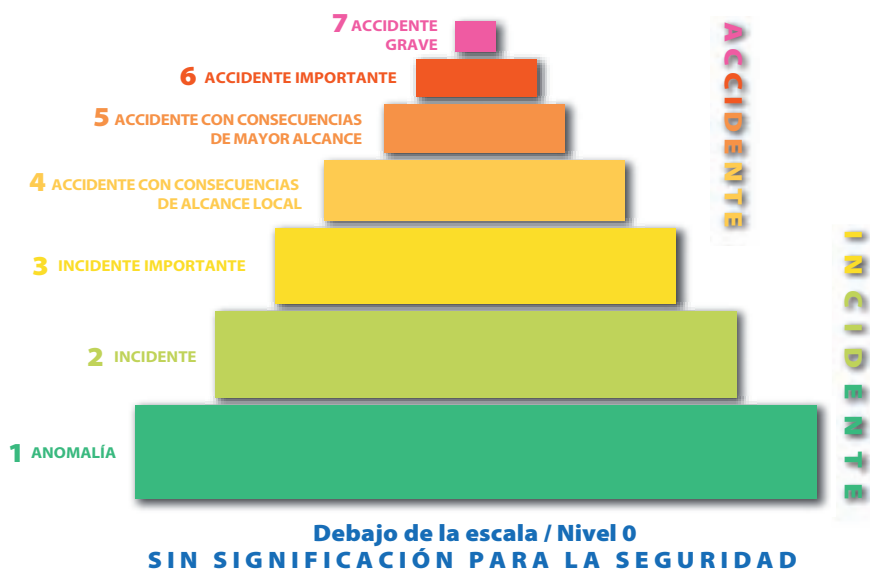 7 ACCIDENTE
GRAVE
6 ACCIDENTE IMPORTANTE
5 ACCIDENTE CON CONSECUENCIAS
DE MAYOR ALCANCE
4 ACCIDENTE CON CONSECUENCIAS
DE ALCANCE LOCAL
3 INCIDENTE IMPORTANTE
2 INCIDENTE
1 ANOMALÍA
ACCIDENTE
INCIDENTE
Debajo de la escala / Nivel 0
SIN SIGNIFICACIÓN PARA LA SEGURIDAD